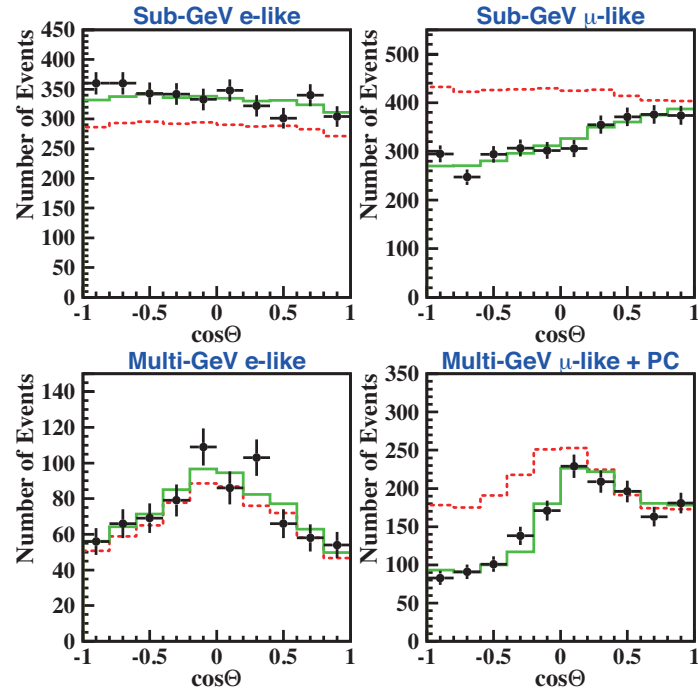 Sub-GeV e-like
Number of Events
450
400
350
300
250
200
150
100
50
0
-1 -0.5 0 0.5 1
cosΘ
Sub-GeV μ-like
Number of Events
500
400
300
200
100
0
-1 -0.5 0 0.5 1
cosΘ
Multi-GeV e-like
Number of Events
140
120
100
80
60
40
20
0
-1 -0.5 0 0.5 1
cosΘ
Multi-GeV μ-like + PC
Number of Events
350
300
250
200
150
100
50
0
-1 -0.5 0 0.5 1
cosΘ